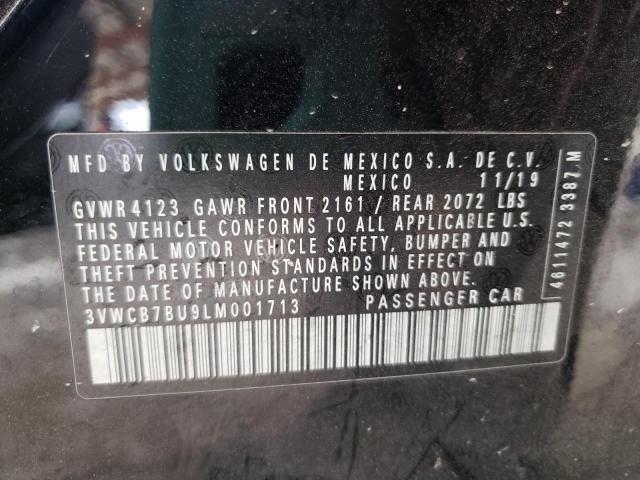 MFD BY VOLKSWAGEN DE MEXICO S.A. DE C.V.
MEXICO 11/19
GVWR 4123 GAWR FRONT 2161 / REAR 2072 LBS
THIS VEHICLE CONFORMS TO ALL APPLICABLE U.S.
FEDERAL MOTOR VEHICLE SAFETY, BUMPER AND
THEFT PREVENTION STANDARDS IN EFFECT ON
THE DATE OF MANUFACTURE SHOWN ABOVE.
3VWCB7BU9LM001713 PASSENGER CAR
4611472 3387 M